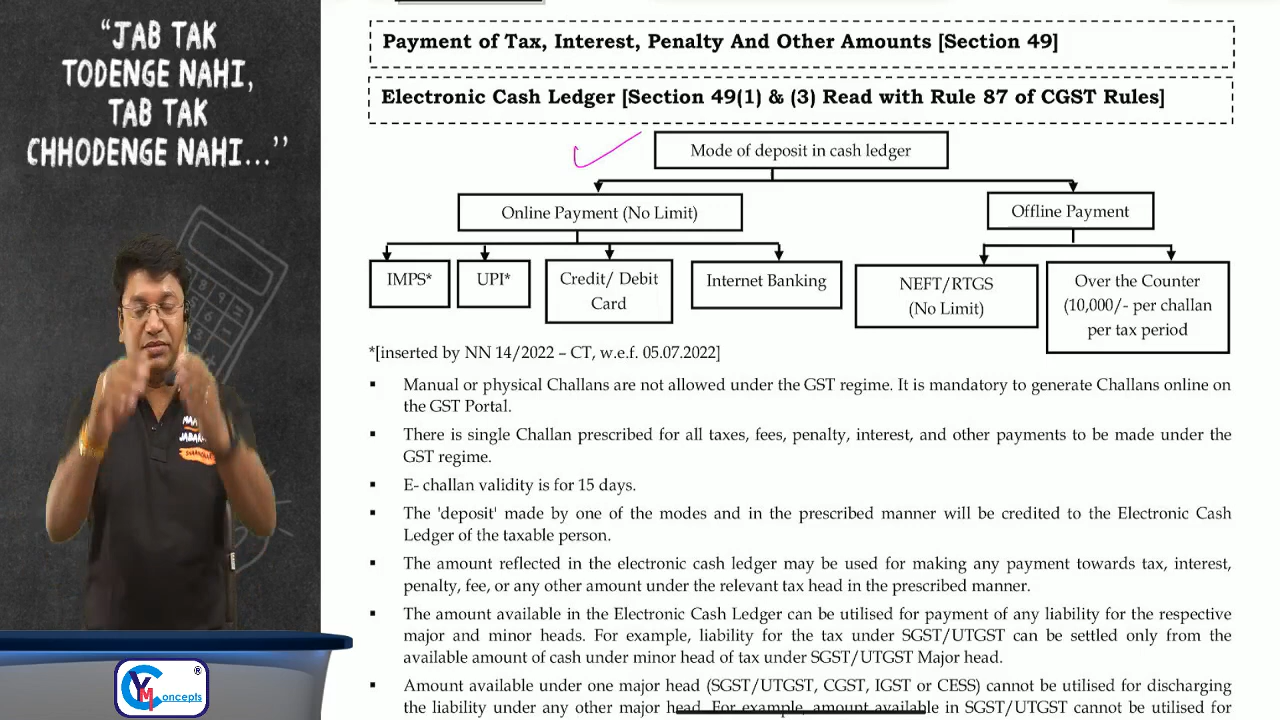 “JAB TAK
TODENGE NAHI,
TAB TAK
CHHODENGE NAHI...’’
Payment of Tax, Interest, Penalty And Other Amounts [Section 49]
Electronic Cash Ledger [Section 49(1) & (3) Read with Rule 87 of CGST Rules]
Mode of deposit in cash ledger
Online Payment (No Limit)
Offline Payment
IMPS*
UPI*
Credit/ Debit
Card
Internet Banking
NEFT/RTGS
(No Limit)
Over the Counter
(10,000/- per challan
per tax period
*[inserted by NN 14/2022 – CT, w.e.f. 05.07.2022]
▪ Manual or physical Challans are not allowed under the GST regime. It is mandatory to generate Challans online on
the GST Portal.
▪ There is single Challan prescribed for all taxes, fees, penalty, interest, and other payments to be made under the
GST regime.
▪ E- challan validity is for 15 days.
▪ The 'deposit' made by one of the modes and in the prescribed manner will be credited to the Electronic Cash
Ledger of the taxable person.
▪ The amount reflected in the electronic cash ledger may be used for making any payment towards tax, interest,
penalty, fee, or any other amount under the relevant tax head in the prescribed manner.
▪ The amount available in the Electronic Cash Ledger can be utilised for payment of any liability for the respective
major and minor heads. For example, liability for the tax under SGST/UTGST can be settled only from the
available amount of cash under minor head of tax under SGST/UTGST Major head.
▪ Amount available under one major head (SGST/UTGST, CGST, IGST or CESS) cannot be utilised for discharging
the liability under any other major head. For example, amount available in SGST/UTGST cannot be utilised for
YM Concepts ®